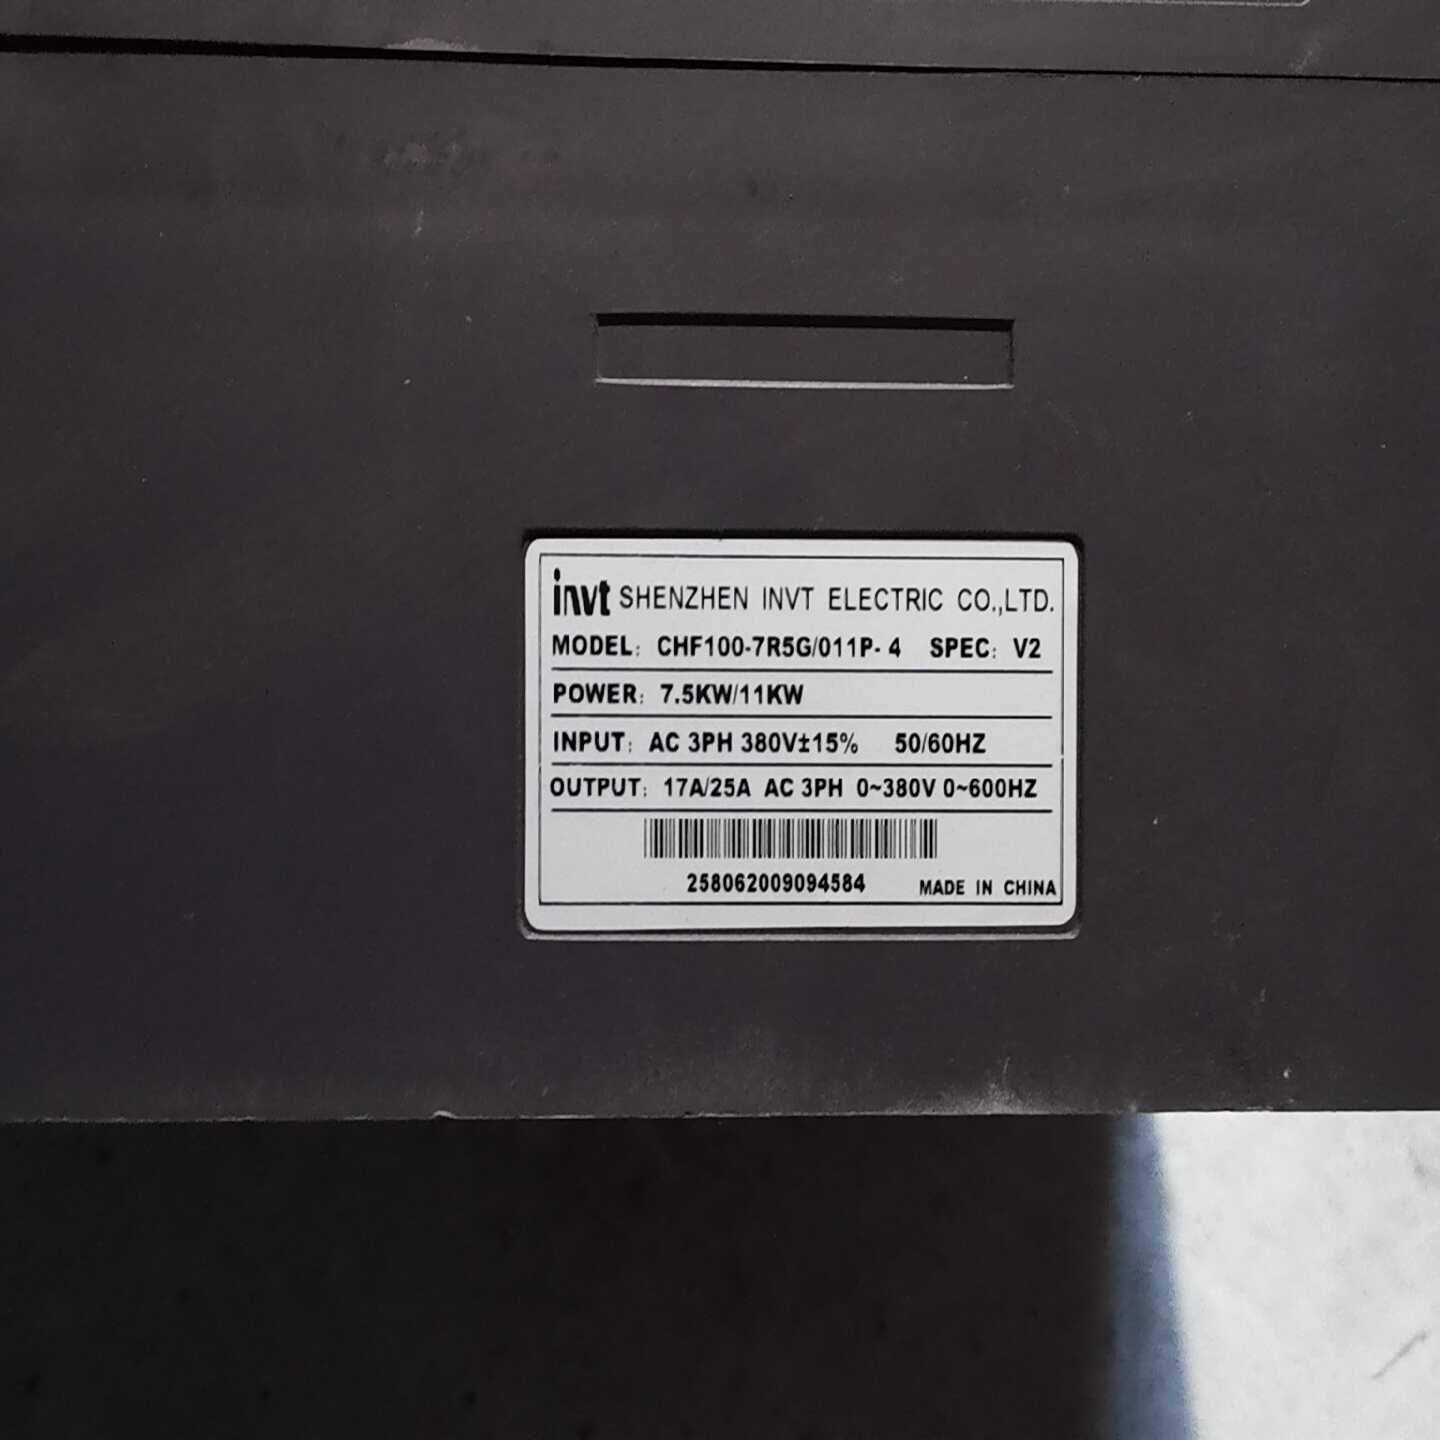 invt SHENZHEN INVT ELECTRIC CO.,LTD.
MODEL: CHF100-7R5G/011P-4 SPEC: V2
POWER: 7.5KW/11KW
INPUT: AC 3PH 380V±15% 50/60HZ
OUTPUT: 17A/25A AC 3PH 0~380V 0~600HZ
258062009094584 MADE IN CHINA